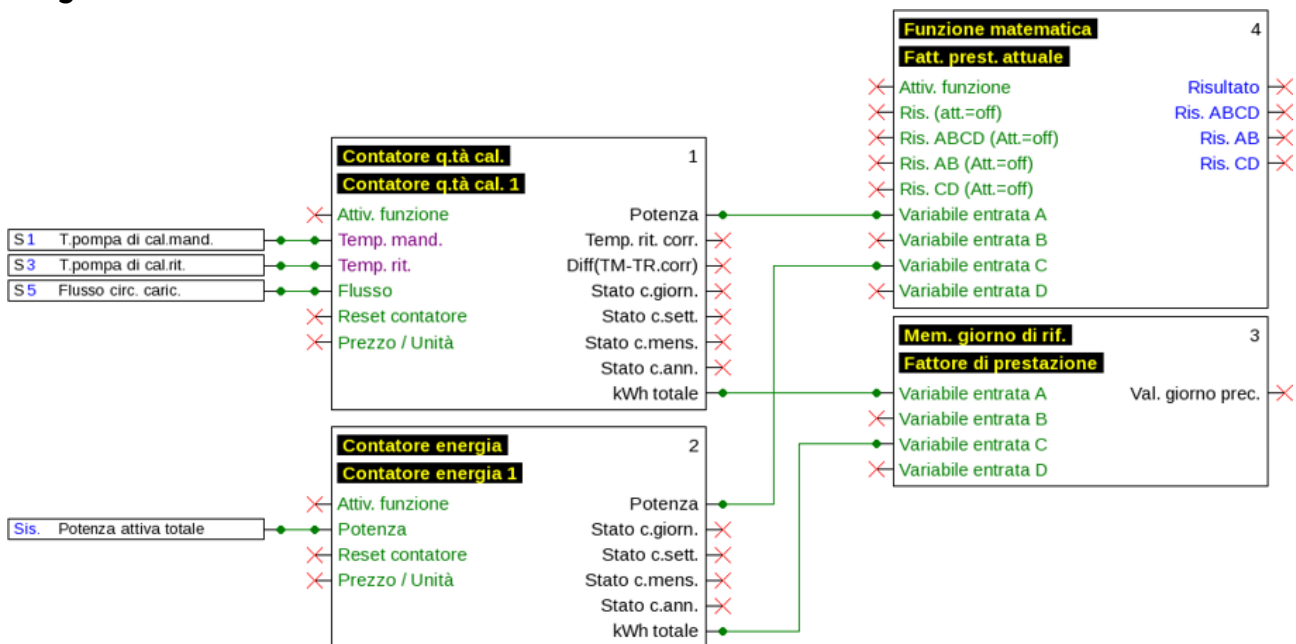 Funzione matematica 4
Fatt. prest. attuale
Attiv. funzione Risultato
Ris. (att.=off) Ris. ABCD
Ris. ABCD (Att.=off) Ris. AB
Ris. AB (Att.=off) Ris. CD
Ris. CD (Att.=off)
Variabile entrata A
Variabile entrata B
Variabile entrata C
Variabile entrata D
Contatore q.tà cal. 1
Contatore q.tà cal. 1
Attiv. funzione Potenza
S1 T.pompa di cal.mand. Temp. mand. Temp. rit. corr.
S3 T.pompa di cal.rit. Temp. rit. Diff(TM-TR.corr)
S5 Flusso circ. caric. Flusso Stato c.giorn.
Reset contatore Stato c.sett.
Prezzo / Unità Stato c.mens.
Stato c.ann.
kWh totale
Mem. giorno di rif. 3
Fattore di prestazione
Variabile entrata A Val. giorno prec.
Variabile entrata B
Variabile entrata C
Variabile entrata D
Contatore energia 2
Contatore energia 1
Attiv. funzione Potenza
Sis. Potenza attiva totale Potenza Stato c.giorn.
Reset contatore Stato c.sett.
Prezzo / Unità Stato c.mens.
Stato c.ann.
kWh totale